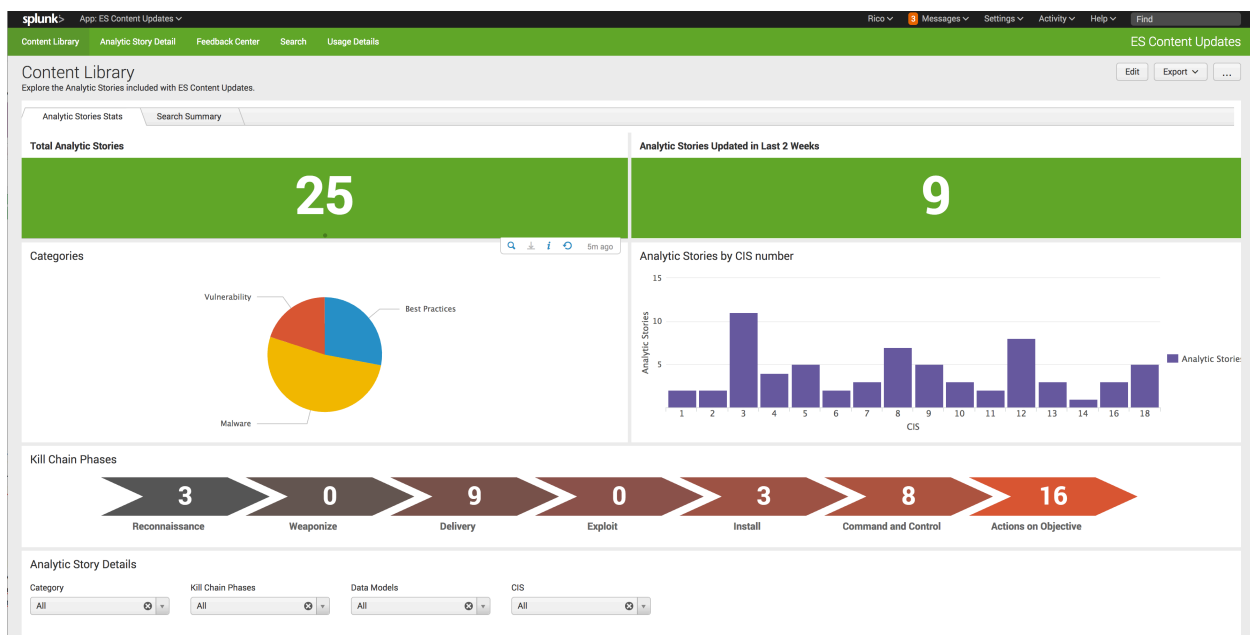 splunk> App: ES Content Updates Rico 3 Messages Settings Activity Help Find
Content Library Analytic Story Detail Feedback Center Search Usage Details ES Content Updates
Content Library
Edit Export ...
Explore the Analytic Stories included with ES Content Updates.
Analytic Stories Stats Search Summary
Total Analytic Stories
25
Analytic Stories Updated in Last 2 Weeks
9
5m ago
Categories
Vulnerability
Best Practices
Malware
Analytic Stories by CIS number
15
10
5
Analytic Stories
1 2 3 4 5 6 7 8 9 10 11 12 13 14 16 18
CIS
Analytic Storie
Kill Chain Phases
3 0 9 0 3 8 16
Reconnaissance Weaponize Delivery Exploit Install Command and Control Actions on Objective
Analytic Story Details
Category Kill Chain Phases Data Models CIS
All All All All